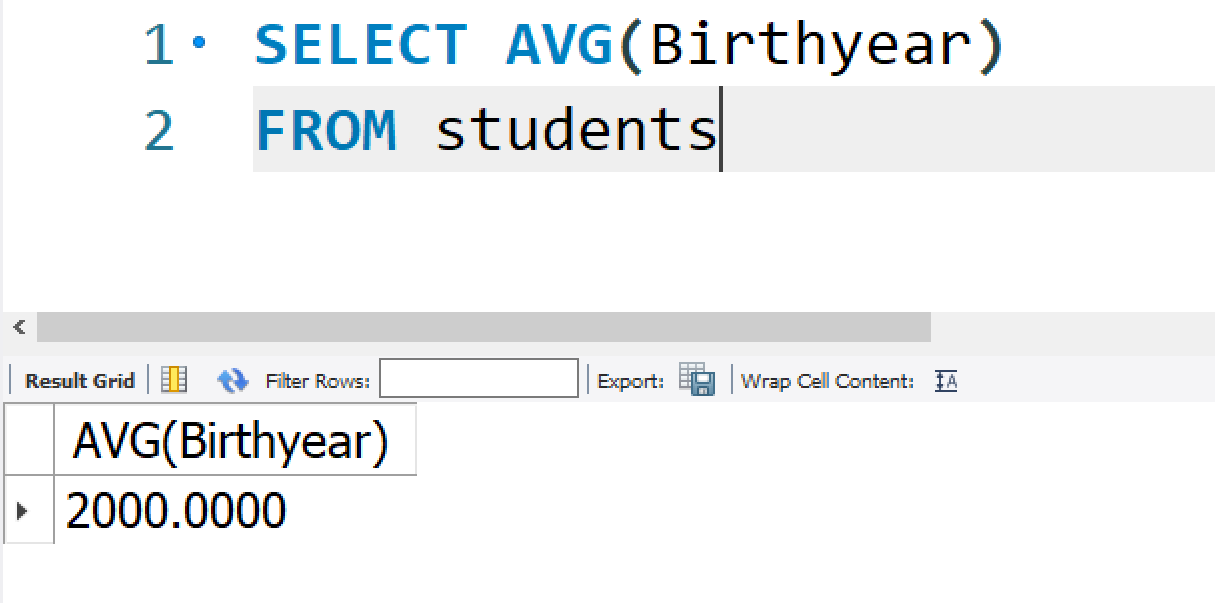 1 SELECT AVG(Birthyear)
2 FROM students
Result Grid Filter Rows: Export: Wrap Cell Content: IA
AVG(Birthyear)
2000.0000